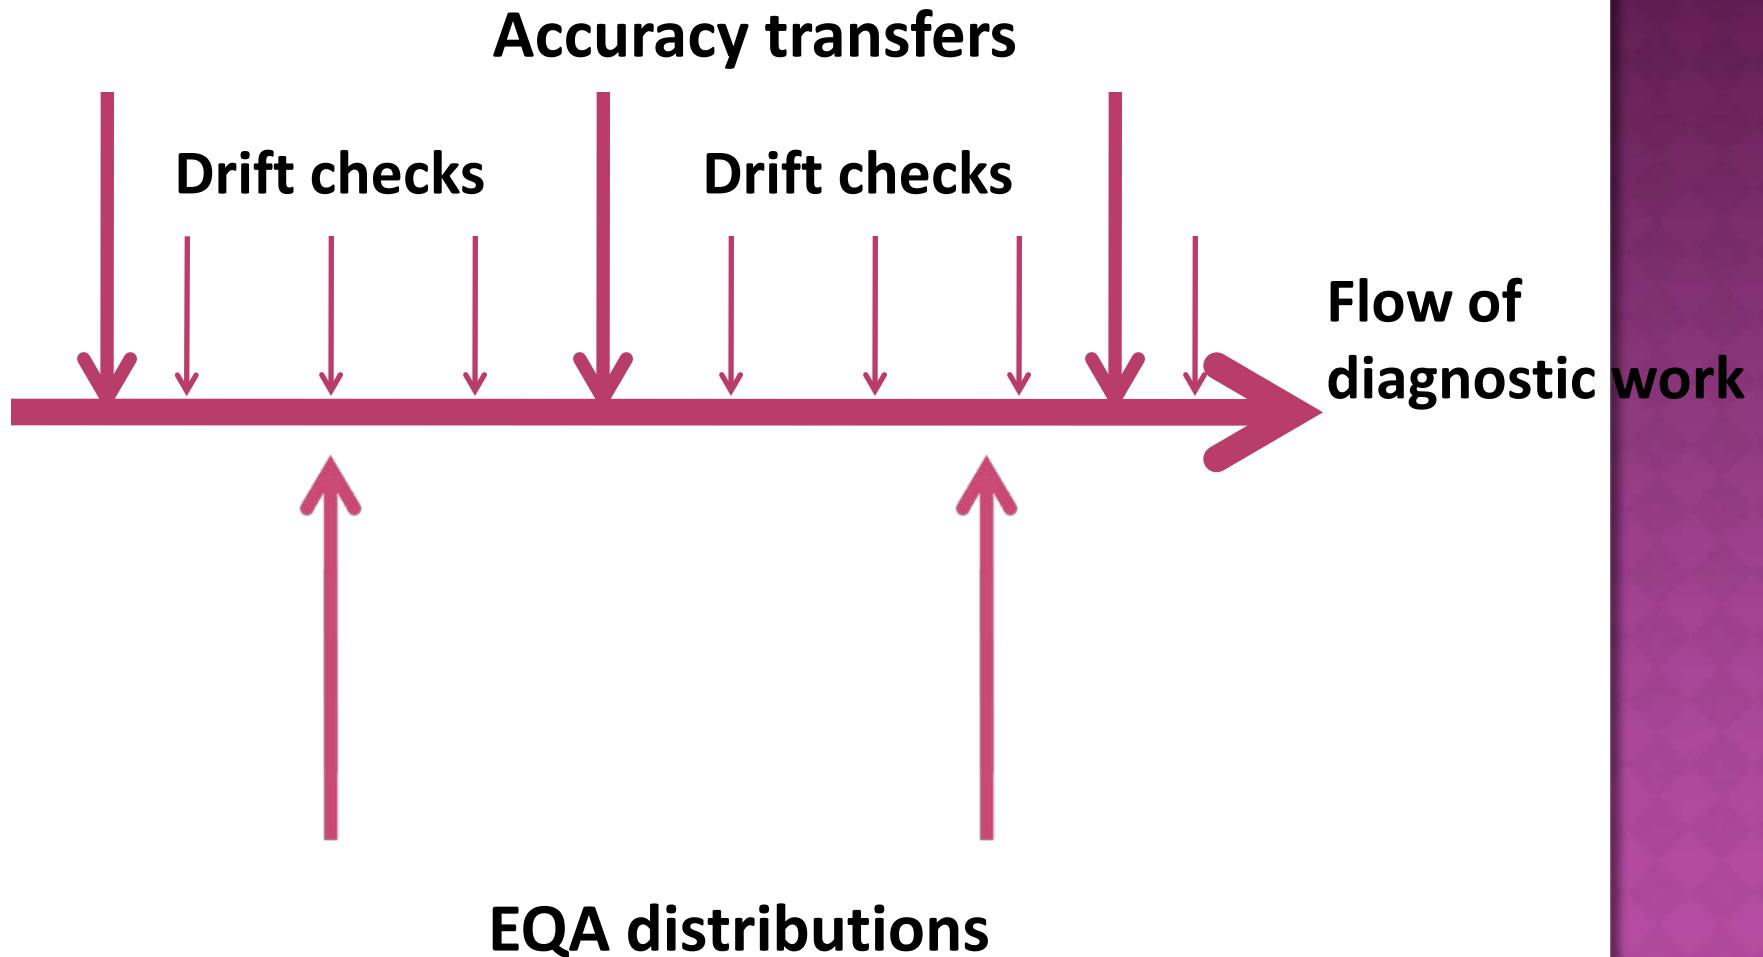 Accuracy transfers
Drift checks
Drift checks
Flow of
diagnostic work
EQA distributions